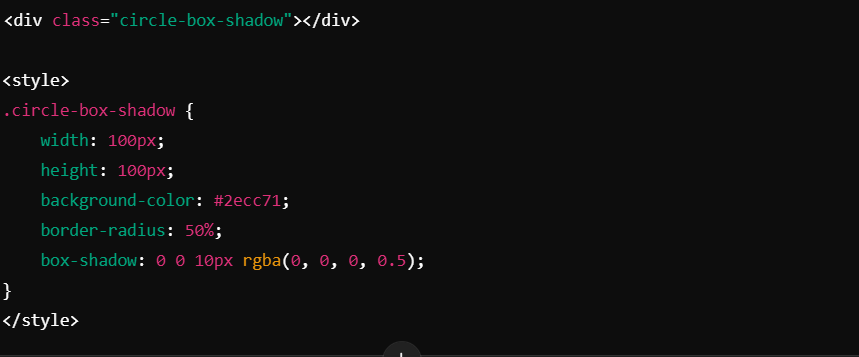 <div class="circle-box-shadow"></div>
<style>
.circle-box-shadow {
    width: 100px;
    height: 100px;
    background-color: #2ecc71;
    border-radius: 50%;
    box-shadow: 0 0 10px rgba(0, 0, 0, 0.5);
}
</style>